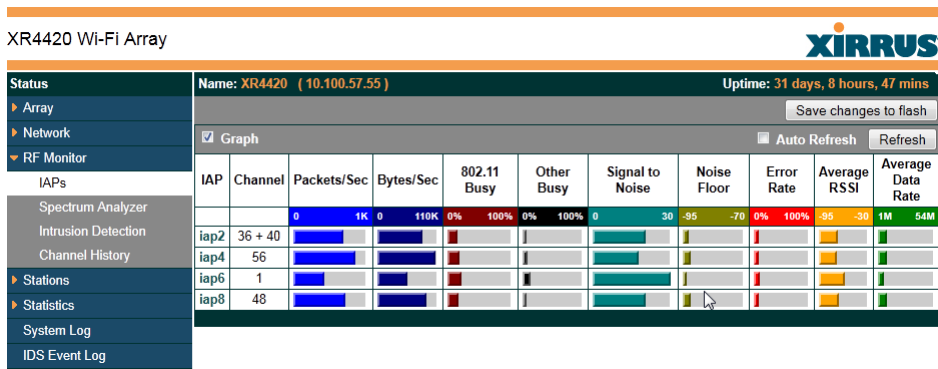 XR4420 Wi-Fi Array
XIRRUS
Status
Name: XR4420 ( 10.100.57.55 )
Uptime: 31 days, 8 hours, 47 mins
Array
Network
RF Monitor
IAPs
Spectrum Analyzer
Intrusion Detection
Channel History
Stations
Statistics
System Log
IDS Event Log
Save changes to flash
Graph
Auto Refresh
Refresh
IAP Channel Packets/Sec Bytes/Sec 802.11 Busy Other Busy Signal to Noise Noise Floor Error Rate Average RSSI Average Data Rate
0 1K 0 110K 0% 100% 0% 100% 0 30 -95 -70 0% 100% -95 -30 1M 54M
iap2 36 + 40
iap4 56
iap6 1
iap8 48